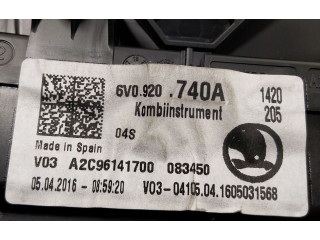 6V0.920 .740A 1420
Kombiinstrument 205
04S
Made in Spain
V03 A2C96141700 083450
05.04.2016 - 08:59:20 V03-04105.04.1605031568